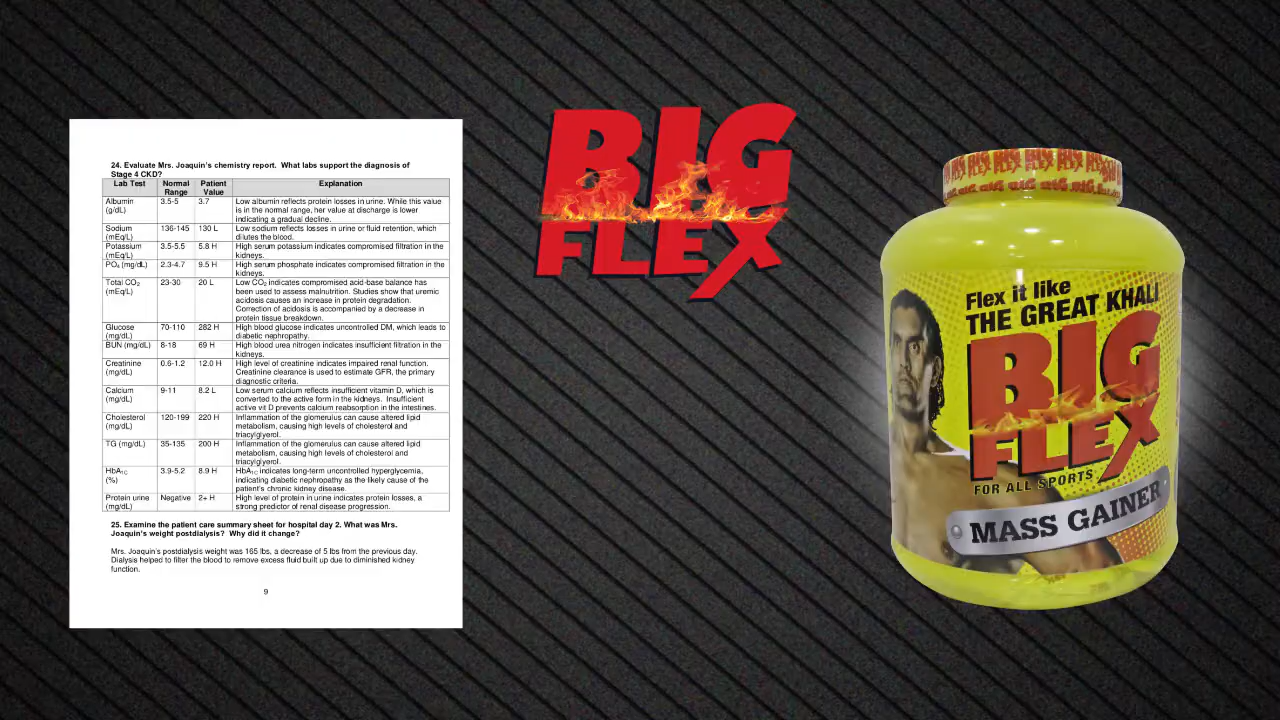 24. Evaluate Mrs. Joaquin's chemistry report.  What labs support the diagnosis of
Stage 4 CKD?
Lab Test Normal Range Patient Value Explanation
Albumin (g/dL) 3.5-5 3.7 Low albumin reflects protein losses in urine. While this value
is in the normal range, her value at discharge is lower
indicating a gradual decline.
Sodium (mEq/L) 136-145 130 L Low sodium reflects losses in urine or fluid retention, which
dilutes the blood.
Potassium (mEq/L) 3.5-5.5 5.8 H High serum potassium indicates compromised filtration in the
kidneys.
PO₄ (mg/dL) 2.3-4.7 9.5 H High serum phosphate indicates compromised filtration in the
kidneys.
Total CO₂ (mEq/L) 23-30 20 L Low CO₂ indicates compromised acid-base balance has
been used to assess malnutrition. Studies show that uremic
acidosis causes an increase in protein degradation.
Correction of acidosis is accompanied by a decrease in
protein tissue breakdown.
Glucose (mg/dL) 70-110 282 H High blood glucose indicates uncontrolled DM, which leads to
diabetic nephropathy.
BUN (mg/dL) 8-18 69 H High blood urea nitrogen indicates insufficient filtration in the
kidneys.
Creatinine (mg/dL) 0.6-1.2 12.0 H High level of creatinine indicates impaired renal function.
Creatinine clearance is used to estimate GFR, the primary
diagnostic criteria.
Calcium (mg/dL) 9-11 8.2 L Low serum calcium reflects insufficient vitamin D, which is
converted to the active form in the kidneys.  Insufficient
active vit D prevents calcium reabsorption in the intestines.
Cholesterol (mg/dL) 120-199 220 H Inflammation of the glomerulus can cause altered lipid
metabolism, causing high levels of cholesterol and
triacylglyerol.
TG (mg/dL) 35-135 200 H Inflammation of the glomerulus can cause altered lipid
metabolism, causing high levels of cholesterol and
triacylglyerol.
HbA1C (%) 3.9-5.2 8.9 H HbA1C indicates long-term uncontrolled hyperglycemia,
indicating diabetic nephropathy as the likely cause of the
patient's chronic kidney disease.
Protein urine (mg/dL) Negative 2+ H High level of protein in urine indicates protein losses, a
strong predictor of renal disease progression.
25. Examine the patient care summary sheet for hospital day 2. What was Mrs.
Joaquin's weight postdialysis?  Why did it change?
Mrs. Joaquin's postdialysis weight was 165 lbs, a decrease of 5 lbs from the previous day.
Dialysis helped to filter the blood to remove excess fluid built up due to diminished kidney
function.
9
BIG
FLEX
Flex it like
THE GREAT KHALI
BIG
FLEX
FOR ALL SPORTS
MASS GAINER